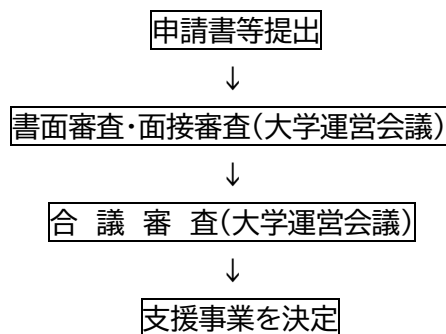 申請書等提出
↓
書面審査・面接審査(大学運営会議)
↓
合 議 審 査(大学運営会議)
↓
支援事業を決定